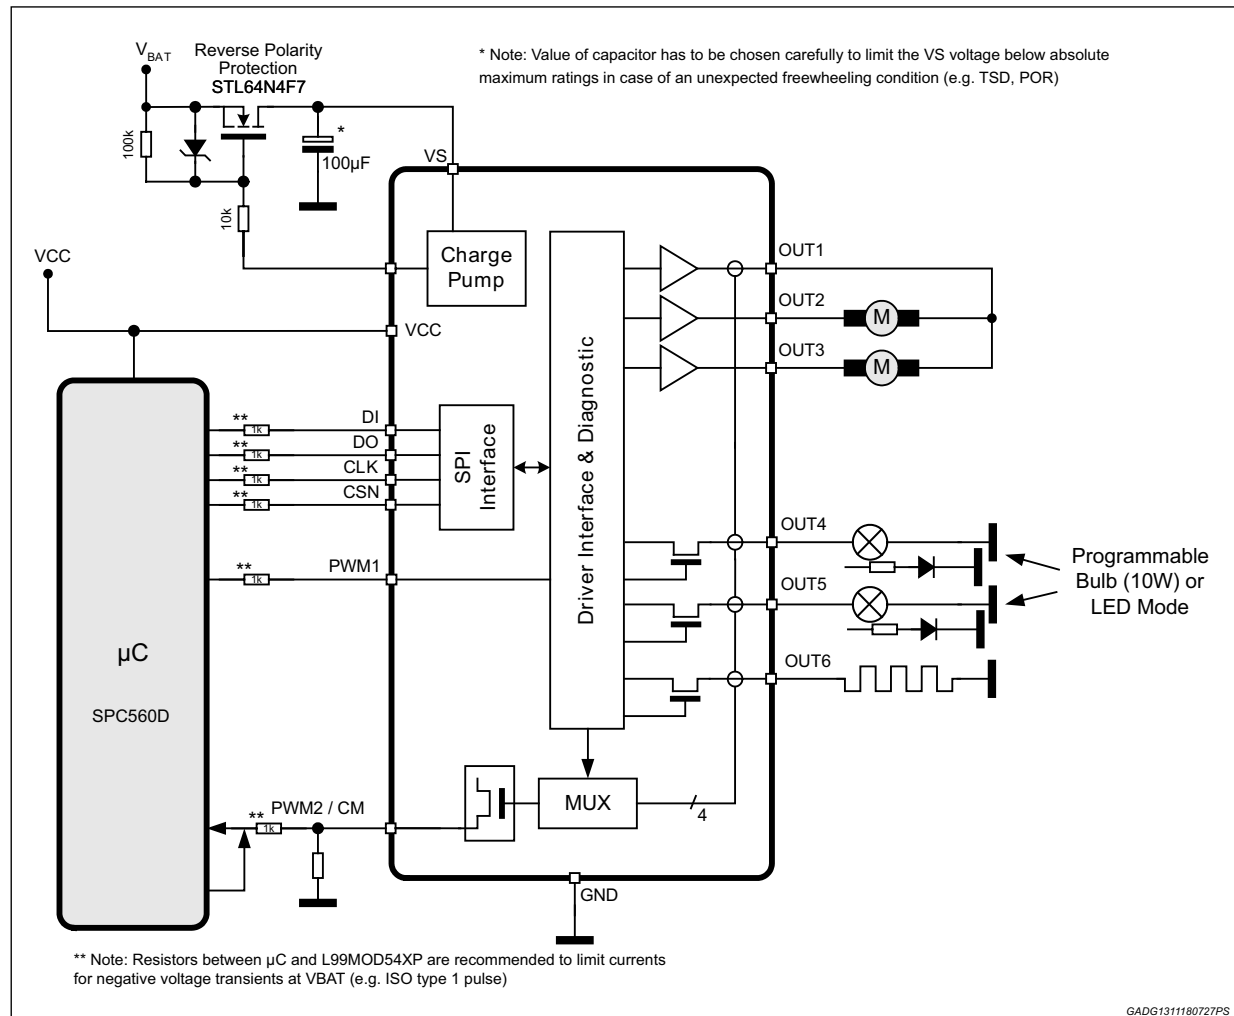 VBAT
Reverse Polarity
Protection
STL64N4F7
* Note: Value of capacitor has to be chosen carefully to limit the VS voltage below absolute
maximum ratings in case of an unexpected freewheeling condition (e.g. TSD, POR)
100k
*
100µF
VS
10k
VCC
Charge
Pump
VCC
OUT1
OUT2
M
OUT3
M
Driver Interface & Diagnostic
** 1k DI
** 1k DO
** 1k CLK
** 1k CSN
SPI
Interface
** 1k PWM1
OUT4
OUT5
OUT6
Programmable
Bulb (10W) or
LED Mode
µC
SPC560D
PWM2 / CM
** 1k
MUX
4
GND
** Note: Resistors between µC and L99MOD54XP are recommended to limit currents
for negative voltage transients at VBAT (e.g. ISO type 1 pulse)
GADG1311180727PS